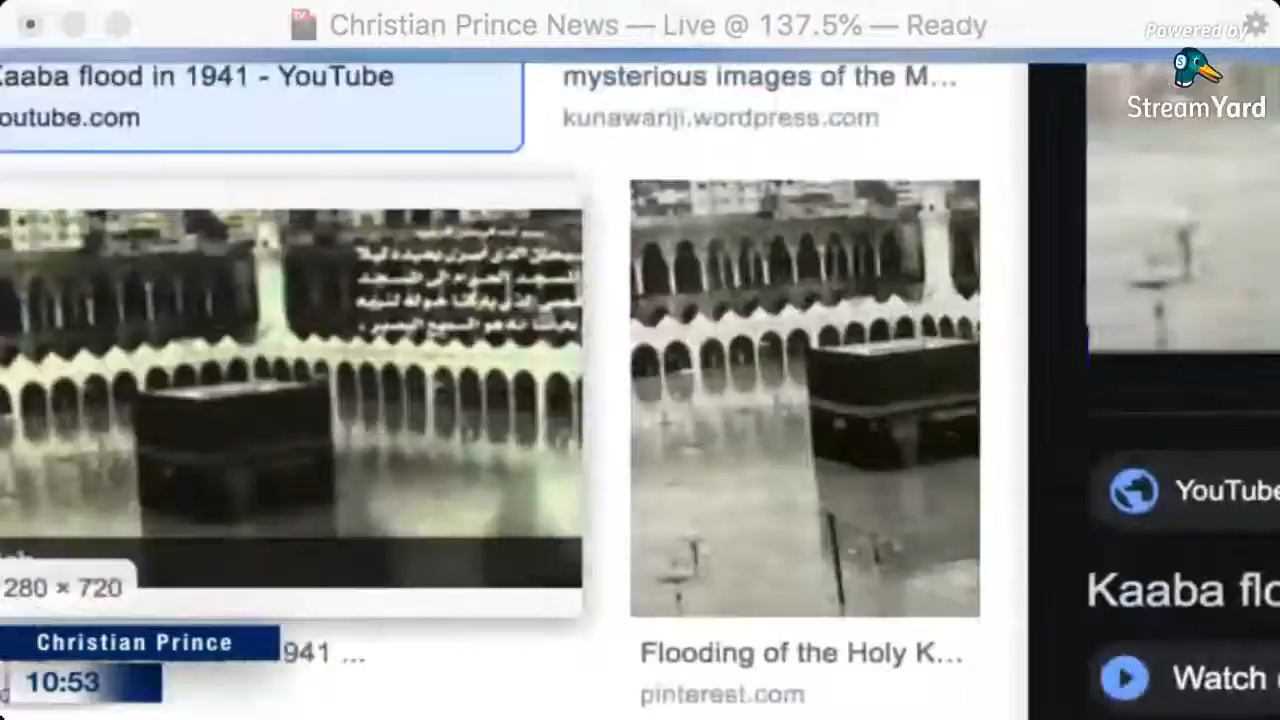 Christian Prince News — Live @ 137.5% — Ready
Powered by
StreamYard
Kaaba flood in 1941 - YouTube
outube.com
mysterious images of the M...
kunawariji.wordpress.com
280 × 720
941 ...
Flooding of the Holy K...
pinterest.com
YouTube
Kaaba flo
Watch
Christian Prince
10:53